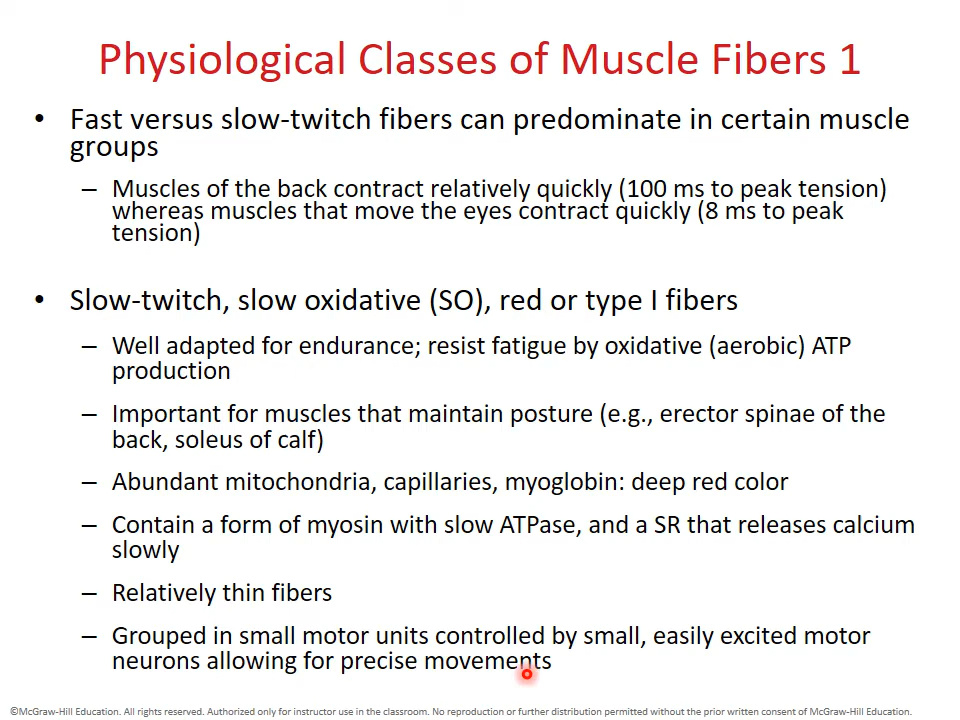 Physiological Classes of Muscle Fibers 1
• Fast versus slow-twitch fibers can predominate in certain muscle
groups
– Muscles of the back contract relatively quickly (100 ms to peak tension)
whereas muscles that move the eyes contract quickly (8 ms to peak
tension)
• Slow-twitch, slow oxidative (SO), red or type I fibers
– Well adapted for endurance; resist fatigue by oxidative (aerobic) ATP
production
– Important for muscles that maintain posture (e.g., erector spinae of the
back, soleus of calf)
– Abundant mitochondria, capillaries, myoglobin: deep red color
– Contain a form of myosin with slow ATPase, and a SR that releases calcium
slowly
– Relatively thin fibers
– Grouped in small motor units controlled by small, easily excited motor
neurons allowing for precise movements
©McGraw-Hill Education. All rights reserved. Authorized only for instructor use in the classroom. No reproduction or further distribution permitted without the prior written consent of McGraw-Hill Education.